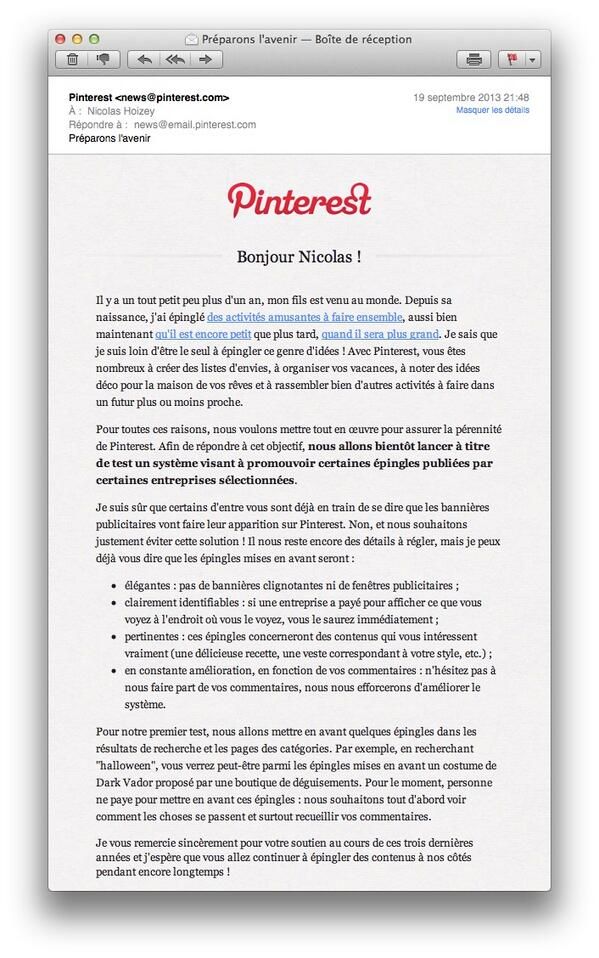 Préparons l'avenir — Boîte de réception
Pinterest <news@pinterest.com>
19 septembre 2013 21:48
À : Nicolas Hoizey
Masquer les détails
Répondre à : news@email.pinterest.com
Préparons l'avenir
Pinterest
Bonjour Nicolas !
Il y a un tout petit peu plus d'un an, mon fils est venu au monde. Depuis sa
naissance, j'ai épinglé des activités amusantes à faire ensemble, aussi bien
maintenant qu'il est encore petit que plus tard, quand il sera plus grand. Je sais que
je suis loin d'être le seul à épingler ce genre d'idées ! Avec Pinterest, vous êtes
nombreux à créer des listes d'envies, à organiser vos vacances, à noter des idées
déco pour la maison de vos rêves et à rassembler bien d'autres activités à faire dans
un futur plus ou moins proche.
Pour toutes ces raisons, nous voulons mettre tout en œuvre pour assurer la pérennité
de Pinterest. Afin de répondre à cet objectif, nous allons bientôt lancer à titre
de test un système visant à promouvoir certaines épingles publiées par
certaines entreprises sélectionnées.
Je suis sûr que certains d'entre vous sont déjà en train de se dire que les bannières
publicitaires vont faire leur apparition sur Pinterest. Non, et nous souhaitons
justement éviter cette solution ! Il nous reste encore des détails à régler, mais je peux
déjà vous dire que les épingles mises en avant seront :
• élégantes : pas de bannières clignotantes ni de fenêtres publicitaires ;
• clairement identifiables : si une entreprise a payé pour afficher ce que vous
voyez à l'endroit où vous le voyez, vous le saurez immédiatement ;
• pertinentes : ces épingles concerneront des contenus qui vous intéressent
vraiment (une délicieuse recette, une veste correspondant à votre style, etc.) ;
• en constante amélioration, en fonction de vos commentaires : n'hésitez pas à
nous faire part de vos commentaires, nous nous efforcerons d'améliorer le
système.
Pour notre premier test, nous allons mettre en avant quelques épingles dans les
résultats de recherche et les pages des catégories. Par exemple, en recherchant
"halloween", vous verrez peut-être parmi les épingles mises en avant un costume de
Dark Vador proposé par une boutique de déguisements. Pour le moment, personne
ne paye pour mettre en avant ces épingles : nous souhaitons tout d'abord voir
comment les choses se passent et surtout recueillir vos commentaires.
Je vous remercie sincèrement pour votre soutien au cours de ces trois dernières
années et j'espère que vous allez continuer à épingler des contenus à nos côtés
pendant encore longtemps !